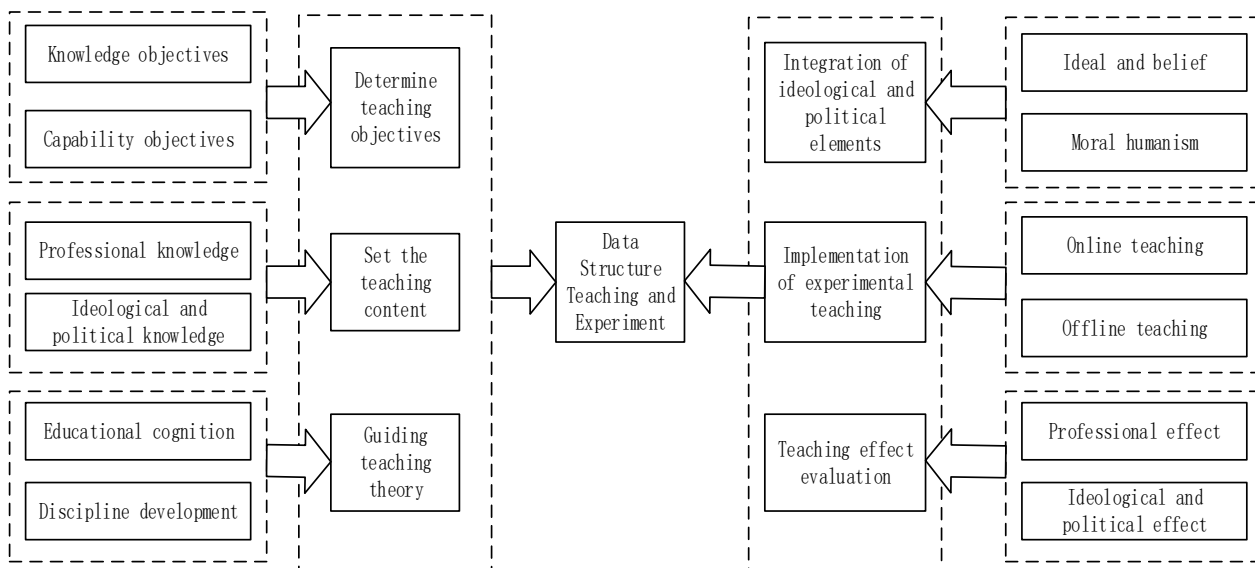 Knowledge objectives
Capability objectives
Professional knowledge
Ideological and
political knowledge
Educational cognition
Discipline development
Determine
teaching
objectives
Set the
teaching
content
Guiding
teaching
theory
Data
Structure
Teaching and
Experiment
Integration of
ideological and
political
elements
Implementation
of experimental
teaching
Teaching effect
evaluation
Ideal and belief
Moral humanism
Online teaching
Offline teaching
Professional effect
Ideological and
political effect